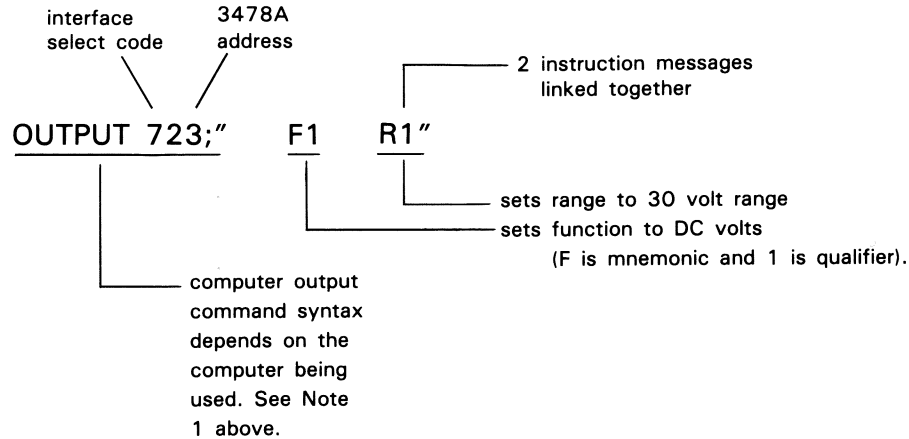 interface
select code
3478A
address
2 instruction messages
linked together
OUTPUT 723;" F1 R1"
sets range to 30 volt range
sets function to DC volts
(F is mnemonic and 1 is qualifier).
computer output
command syntax
depends on the
computer being
used. See Note
1 above.